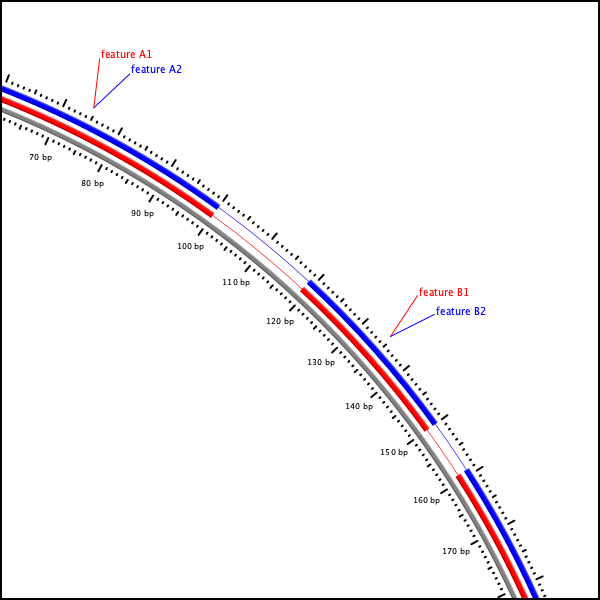 feature A1
feature A2
70 bp
80 bp
90 bp
100 bp
110 bp
feature B1
feature B2
120 bp
130 bp
140 bp
150 bp
160 bp
170 bp